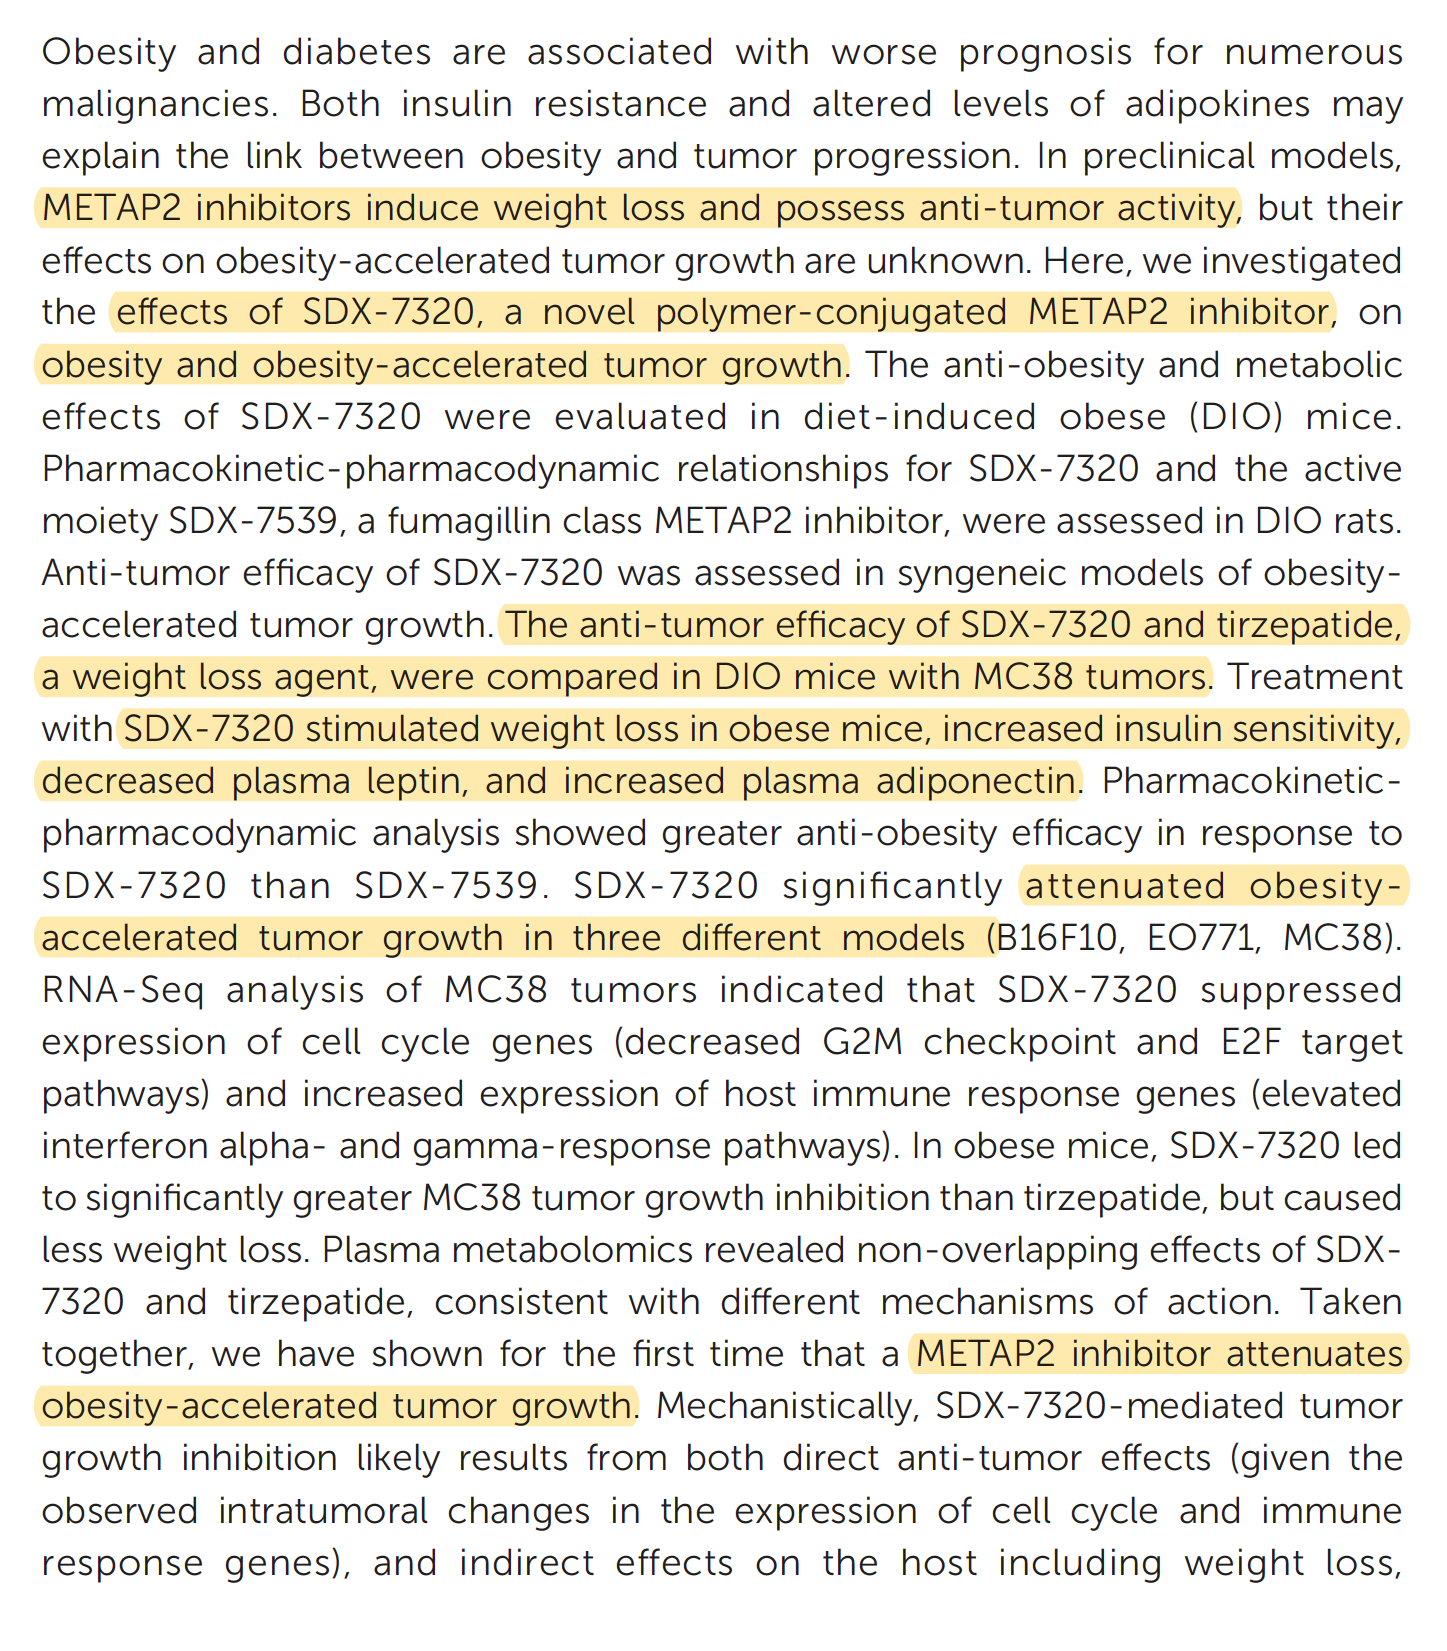 Obesity and diabetes are associated with worse prognosis for numerous
malignancies. Both insulin resistance and altered levels of adipokines may
explain the link between obesity and tumor progression. In preclinical models,
METAP2 inhibitors induce weight loss and possess anti-tumor activity, but their
effects on obesity-accelerated tumor growth are unknown. Here, we investigated
the effects of SDX-7320, a novel polymer-conjugated METAP2 inhibitor, on
obesity and obesity-accelerated tumor growth. The anti-obesity and metabolic
effects of SDX-7320 were evaluated in diet-induced obese (DIO) mice.
Pharmacokinetic-pharmacodynamic relationships for SDX-7320 and the active
moiety SDX-7539, a fumagillin class METAP2 inhibitor, were assessed in DIO rats.
Anti-tumor efficacy of SDX-7320 was assessed in syngeneic models of obesity-
accelerated tumor growth. The anti-tumor efficacy of SDX-7320 and tirzepatide,
a weight loss agent, were compared in DIO mice with MC38 tumors. Treatment
with SDX-7320 stimulated weight loss in obese mice, increased insulin sensitivity,
decreased plasma leptin, and increased plasma adiponectin. Pharmacokinetic-
pharmacodynamic analysis showed greater anti-obesity efficacy in response to
SDX-7320 than SDX-7539. SDX-7320 significantly attenuated obesity-
accelerated tumor growth in three different models (B16F10, EO771, MC38).
RNA-Seq analysis of MC38 tumors indicated that SDX-7320 suppressed
expression of cell cycle genes (decreased G2M checkpoint and E2F target
pathways) and increased expression of host immune response genes (elevated
interferon alpha- and gamma-response pathways). In obese mice, SDX-7320 led
to significantly greater MC38 tumor growth inhibition than tirzepatide, but caused
less weight loss. Plasma metabolomics revealed non-overlapping effects of SDX-
7320 and tirzepatide, consistent with different mechanisms of action. Taken
together, we have shown for the first time that a METAP2 inhibitor attenuates
obesity-accelerated tumor growth. Mechanistically, SDX-7320-mediated tumor
growth inhibition likely results from both direct anti-tumor effects (given the
observed intratumoral changes in the expression of cell cycle and immune
response genes), and indirect effects on the host including weight loss,